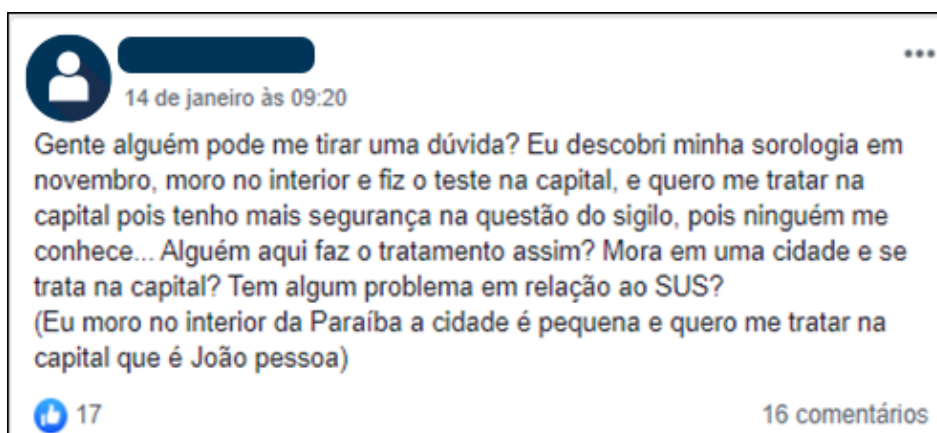 14 de janeiro às 09:20
Gente alguém pode me tirar uma dúvida? Eu descobri minha sorologia em
novembro, moro no interior e fiz o teste na capital, e quero me tratar na
capital pois tenho mais segurança na questão do sigilo, pois ninguém me
conhece... Alguém aqui faz o tratamento assim? Mora em uma cidade e se
trata na capital? Tem algum problema em relação ao SUS?
(Eu moro no interior da Paraíba a cidade é pequena e quero me tratar na
capital que é João pessoa)
17
16 comentários